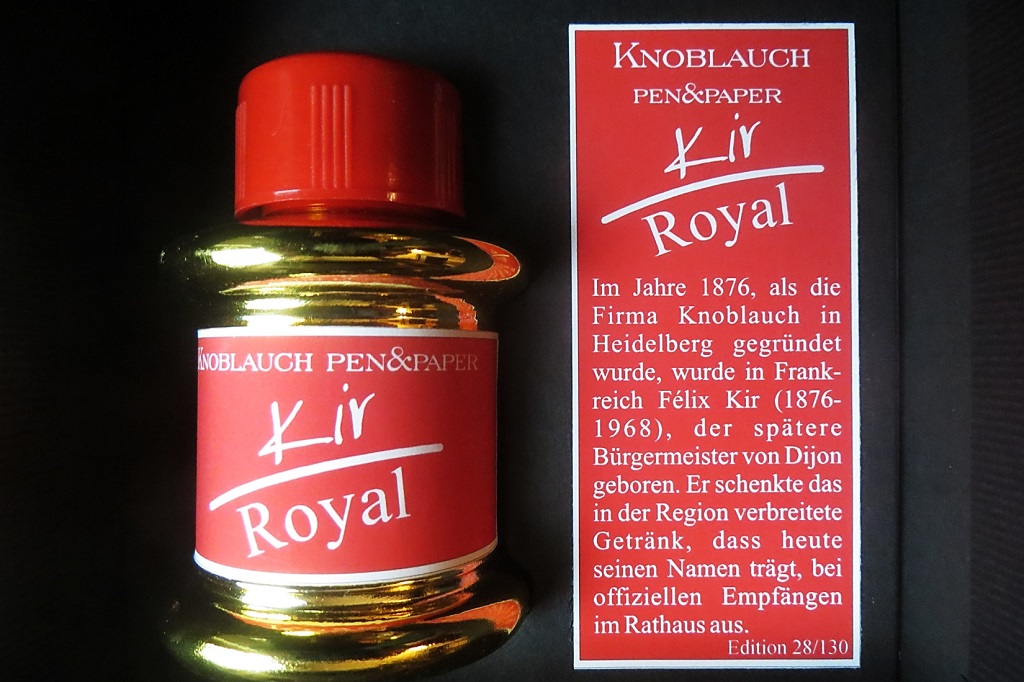 KNOBLAUCH PEN&PAPER
Kir
Royal
KNOBLAUCH
PEN&PAPER
Kir
Royal
Im Jahre 1876, als die
Firma Knoblauch in
Heidelberg gegründet
wurde, wurde in Frank-
reich Félix Kir (1876-
1968), der spätere
Bürgermeister von Dijon
geboren. Er schenkte das
in der Region verbreitete
Getränk, dass heute
seinen Namen trägt, bei
offiziellen Empfängen
im Rathaus aus.
Edition 28/130